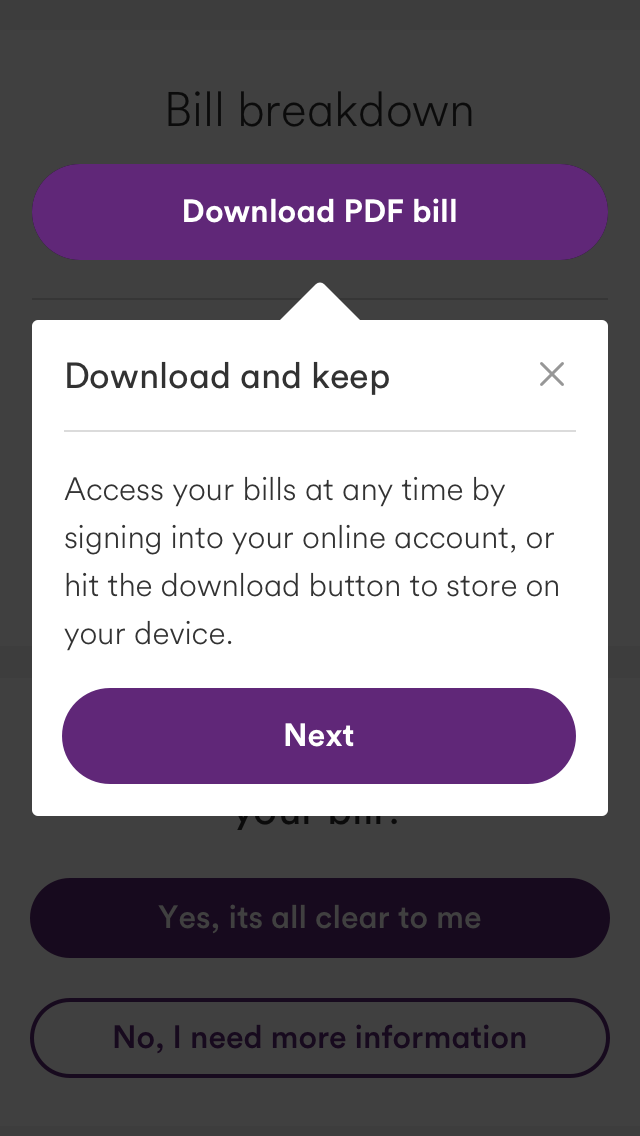 Bill breakdown
Download PDF bill
Download and keep
Access your bills at any time by
signing into your online account, or
hit the download button to store on
your device.
Next
your bill?
Yes, its all clear to me
No, I need more information